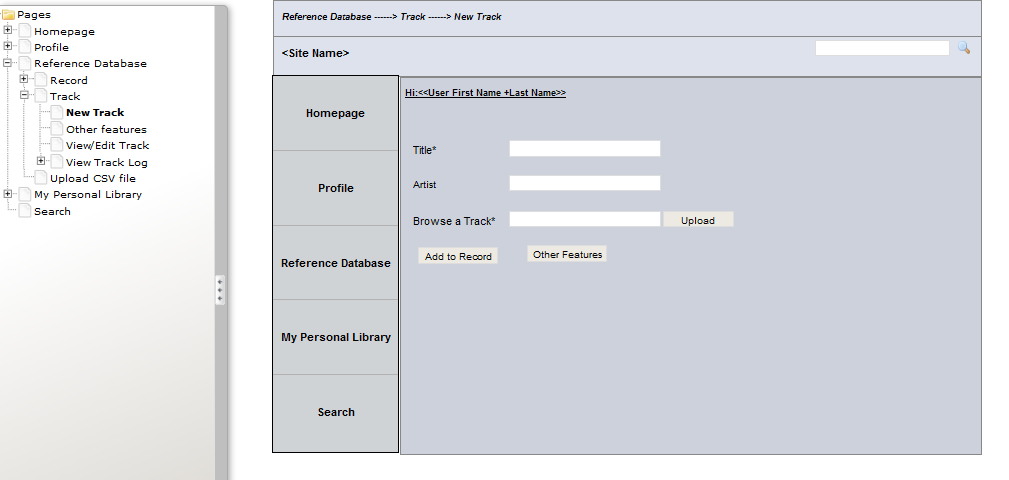 Pages
Homepage
Profile
Reference Database
Record
Track
New Track
Other features
View/Edit Track
View Track Log
Upload CSV file
My Personal Library
Search
Reference Database ------> Track ------> New Track
<Site Name>
Homepage
Profile
Reference Database
My Personal Library
Search
Hi:<<User First Name +Last Name>>
Title*
Artist
Browse a Track* Upload
Add to Record Other Features